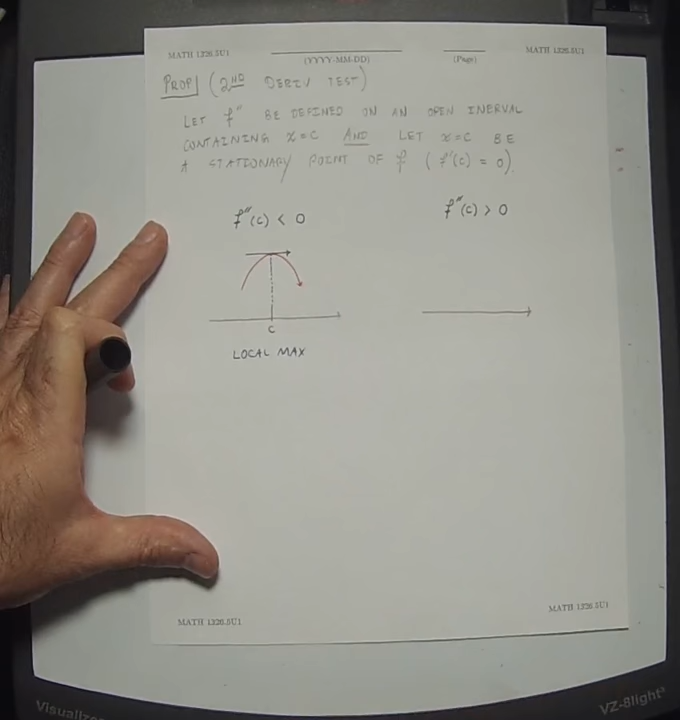 MATH 1326.5U1
(YYYY-MM-DD)
(Page)
MATH 1326.5U1
PROP (2ND DERIV TEST)
LET f″ BE DEFINED ON AN OPEN INERVAL
CONTAINING x=c AND LET x=c BE
A STATIONARY POINT OF f (f′(c) = 0).
f″(c) < 0
f″(c) > 0
c
LOCAL MAX
MATH 1326.5U1
MATH 1326.5U1
Visualize
VZ-8light³